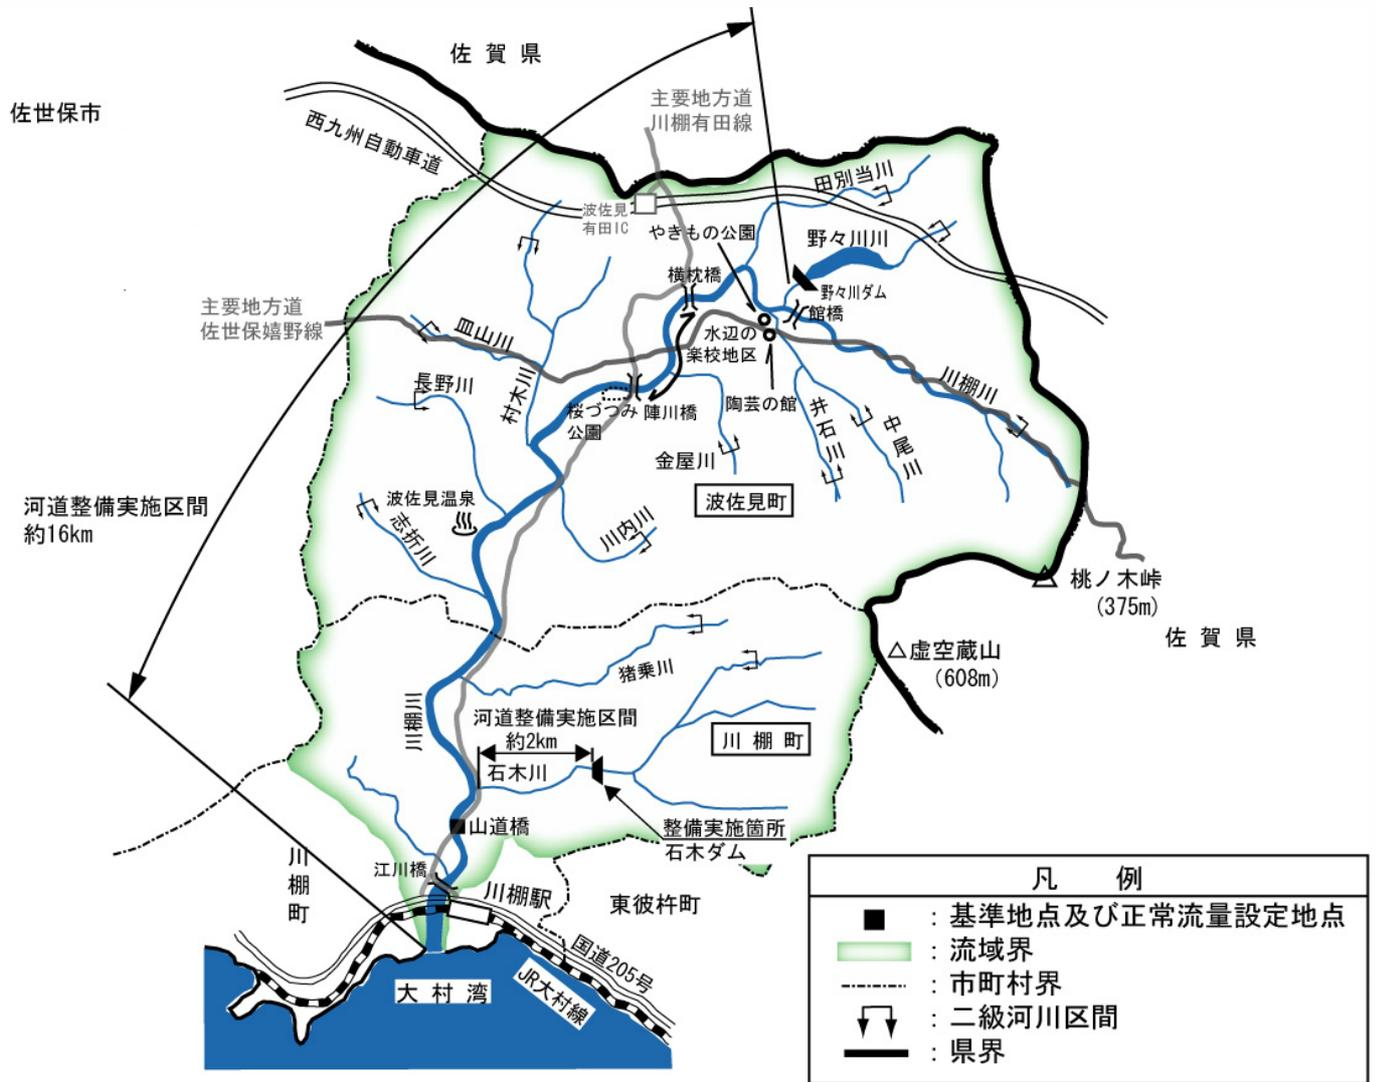 佐賀県
佐世保市
主要地方道
川棚有田線
西九州自動車道
田別当川
波佐見
有田IC
やきもの公園
野々川川
横枕橋
野々川ダム
館橋
主要地方道
佐世保嬉野線
皿山川
水辺の
楽校地区
川棚川
長野川
村木川
桜づつみ
公園
陣川橋
陶芸の館
井石川
中尾川
金屋川
河道整備実施区間
約16km
波佐見温泉
波佐見町
志折川
川内川
桃ノ木峠
(375m)
佐賀県
虚空蔵山
(608m)
猪乗川
川棚川
河道整備実施区間
約2km
川棚町
石木川
山道橋
整備実施箇所
石木ダム
川棚町
江川橋
川棚駅
東彼杵町
国道205号
大村湾
JR大村線
凡例
：基準地点及び正常流量設定地点
：流域界
：市町村界
：二級河川区間
：県界